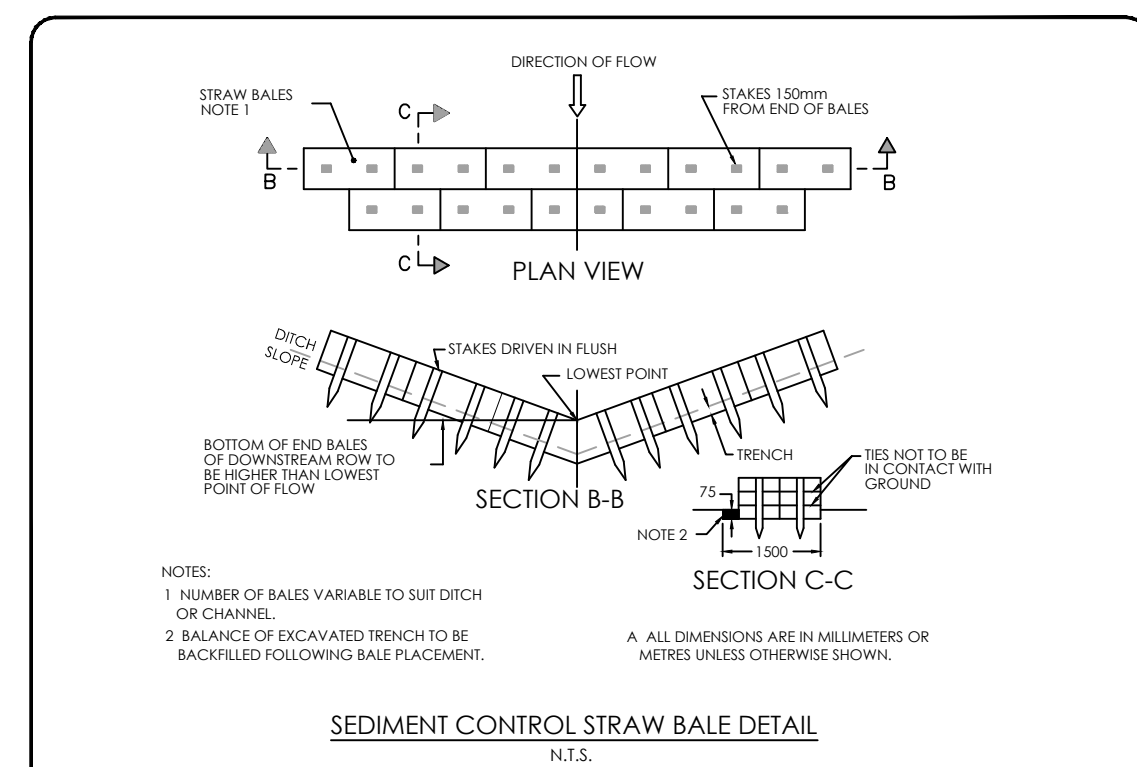 DIRECTION OF FLOW
STRAW BALES
NOTE 1
C
STAKES 150mm
FROM END OF BALES
B
B
C
PLAN VIEW
DITCH
SLOPE
STAKES DRIVEN IN FLUSH
LOWEST POINT
BOTTOM OF END BALES
OF DOWNSTREAM ROW TO
BE HIGHER THAN LOWEST
POINT OF FLOW
TRENCH
TIES NOT TO BE
IN CONTACT WITH
GROUND
SECTION B-B
75
NOTE 2
1500
SECTION C-C
NOTES:
1 NUMBER OF BALES VARIABLE TO SUIT DITCH
OR CHANNEL.
2 BALANCE OF EXCAVATED TRENCH TO BE
BACKFILLED FOLLOWING BALE PLACEMENT.
A ALL DIMENSIONS ARE IN MILLIMETERS OR
METRES UNLESS OTHERWISE SHOWN.
SEDIMENT CONTROL STRAW BALE DETAIL
N.T.S.